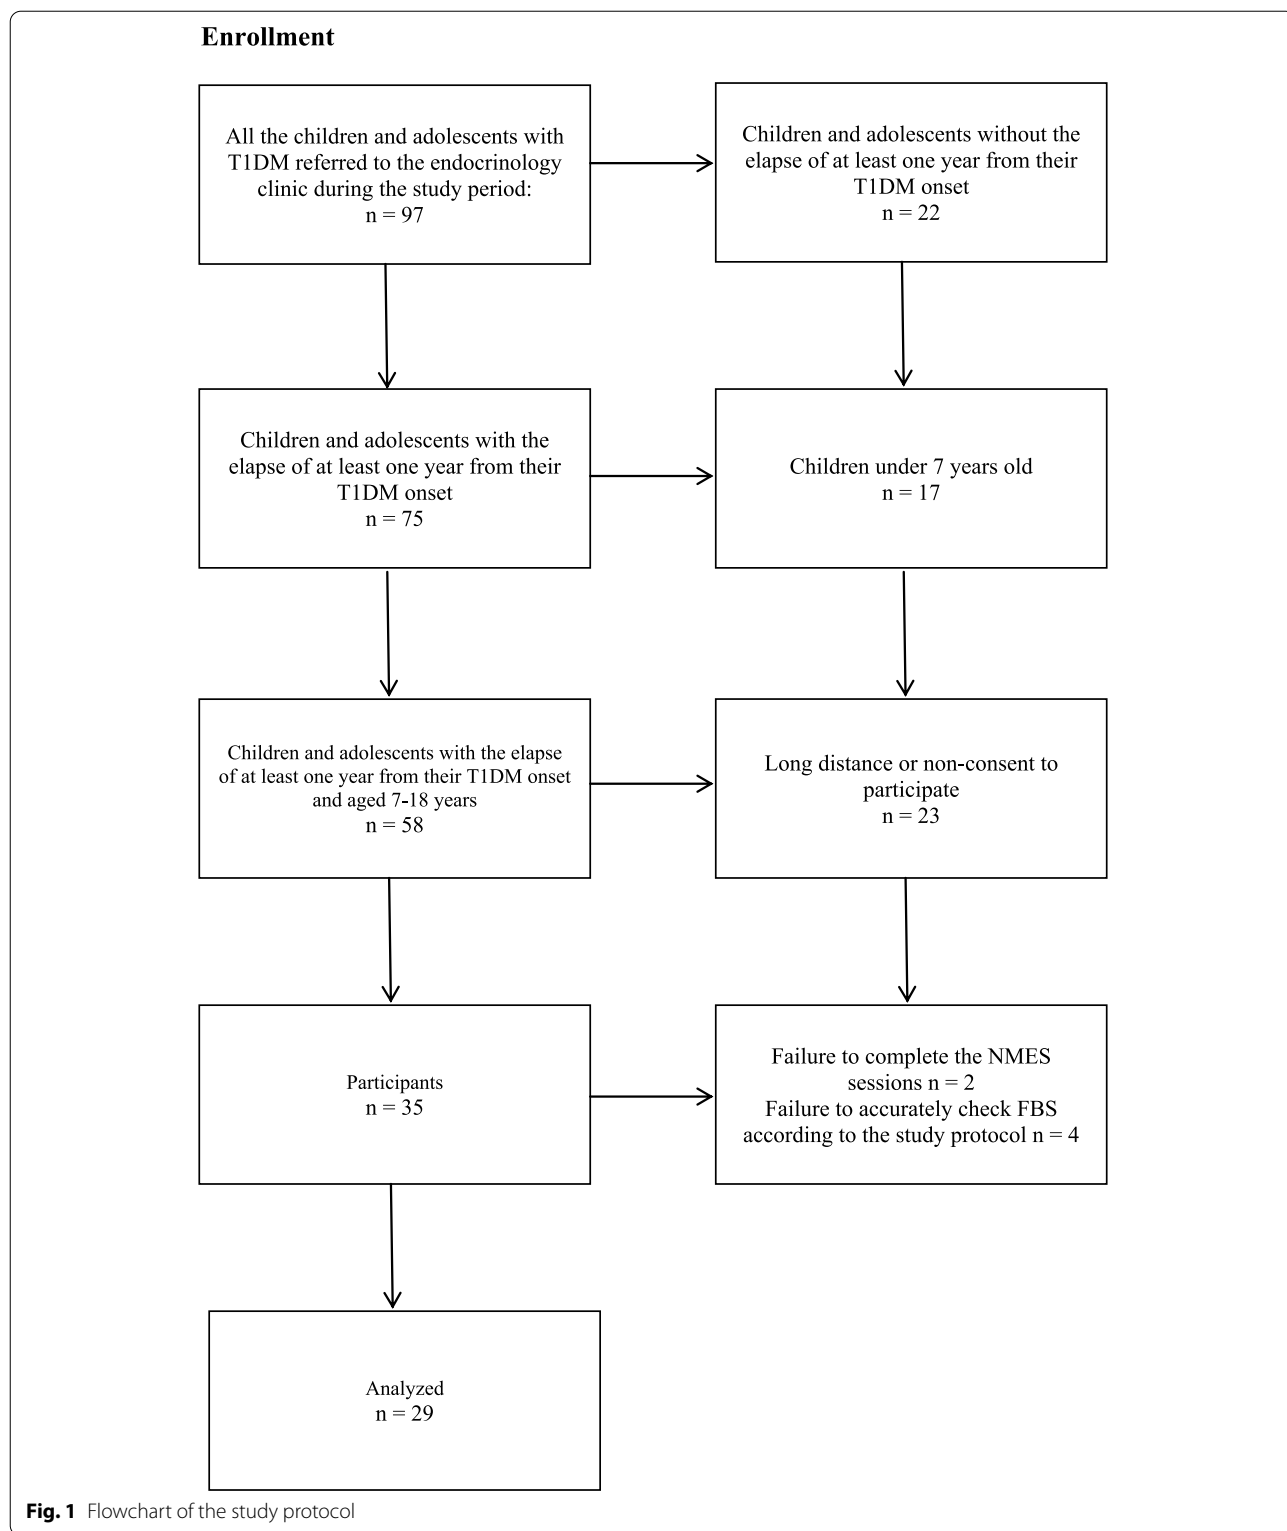 Enrollment
All the children and adolescents with
T1DM referred to the endocrinology
clinic during the study period:
n = 97
Children and adolescents without the
elapse of at least one year from their
T1DM onset
n = 22
Children and adolescents with the
elapse of at least one year from their
T1DM onset
n = 75
Children under 7 years old
n = 17
Children and adolescents with the elapse
of at least one year from their T1DM onset
and aged 7-18 years
n = 58
Long distance or non-consent to
participate
n = 23
Participants
n = 35
Failure to complete the NMES
sessions n = 2
Failure to accurately check FBS
according to the study protocol n = 4
Analyzed
n = 29
Fig. 1 Flowchart of the study protocol